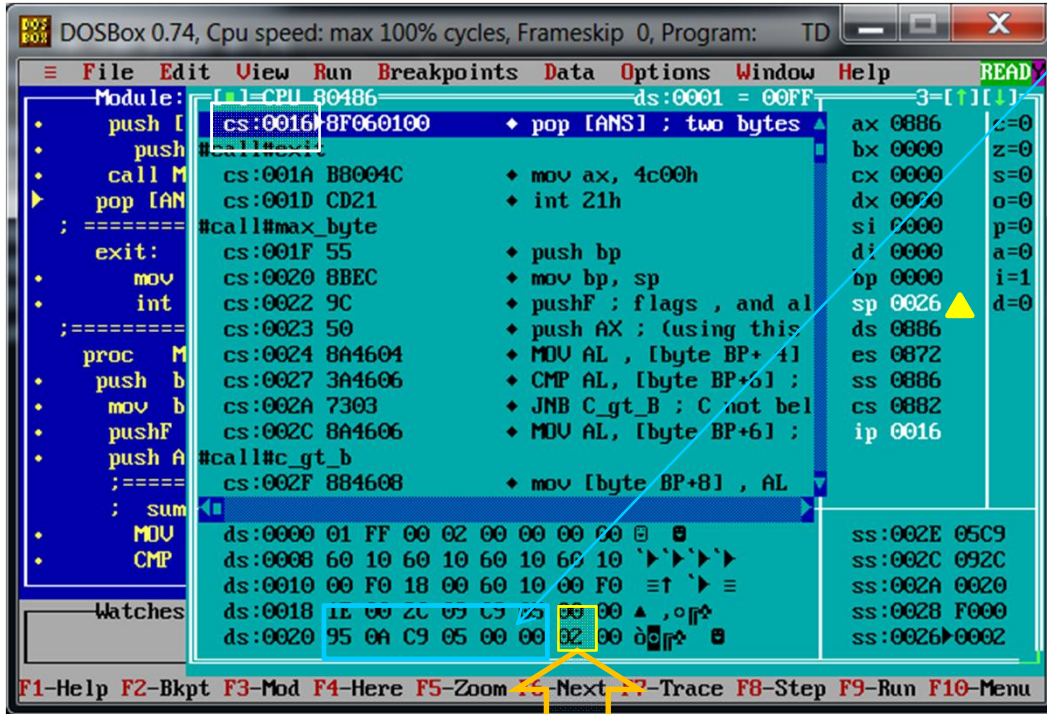 DOSBox 0.74, Cpu speed: max 100% cycles, Frameskip 0, Program: TD
≡ File Edit View Run Breakpoints Data Options Window Help READY
Module: [■]=CPU 80486 ds:0001 = 00FF 3=[↑][↓]
push [ cs:0016▶8F060100 ♦ pop [ANS] ; two bytes ax 0886 c=0
push #call#exit bx 0000 z=0
call M cs:001A B8004C ♦ mov ax, 4c00h cx 0000 s=0
pop [AN cs:001D CD21 ♦ int 21h dx 0000 o=0
; ======== #call#max_byte si 0000 p=0
exit: cs:001F 55 ♦ push bp di 0000 a=0
mov cs:0020 8BEC ♦ mov bp, sp bp 0000 i=1
int cs:0022 9C ♦ pushF ; flags , and al sp 0026 d=0
;========= cs:0023 50 ♦ push AX ; (using this ds 0886
proc M cs:0024 8A4604 ♦ MOV AL , [byte BP+ 4] es 0872
push b cs:0027 3A4606 ♦ CMP AL, [byte BP+6] ; ss 0886
mov b cs:002A 7303 ♦ JNB C_gt_B ; C not bel cs 0882
pushF cs:002C 8A4606 ♦ MOV AL, [byte BP+6] ; ip 0016
push A #call#c_gt_b
;===== cs:002F 884608 ♦ mov [byte BP+8] , AL
; sum
MOV ds:0000 01 FF 00 02 00 00 00 00 ☺ ☻ ss:002E 05C9
CMP ds:0008 60 10 60 10 60 10 60 10 `►`►`►`► ss:002C 092C
ds:0010 00 F0 18 00 60 10 00 F0 ≡↑ `► ≡ ss:002A 0020
Watches ds:0018 1E 00 2C 09 C9 05 00 00 ▲ ,○╔♣ ss:0028 F000
ds:0020 95 0A C9 05 00 00 02 00 ò◙╔♣ ☻ ss:0026▶0002
F1-Help F2-Bkpt F3-Mod F4-Here F5-Zoom F6-Next F7-Trace F8-Step F9-Run F10-Menu